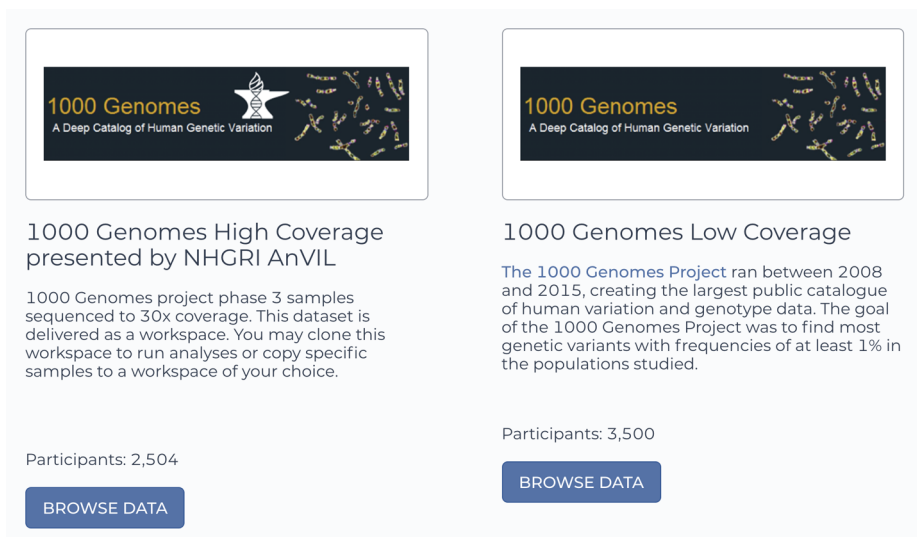 1000 Genomes
A Deep Catalog of Human Genetic Variation
1000 Genomes High Coverage
presented by NHGRI AnVIL
1000 Genomes project phase 3 samples
sequenced to 30x coverage. This dataset is
delivered as a workspace. You may clone this
workspace to run analyses or copy specific
samples to a workspace of your choice.
Participants: 2,504
BROWSE DATA
1000 Genomes
A Deep Catalog of Human Genetic Variation
1000 Genomes Low Coverage
The 1000 Genomes Project ran between 2008
and 2015, creating the largest public catalogue
of human variation and genotype data. The goal
of the 1000 Genomes Project was to find most
genetic variants with frequencies of at least 1% in
the populations studied.
Participants: 3,500
BROWSE DATA